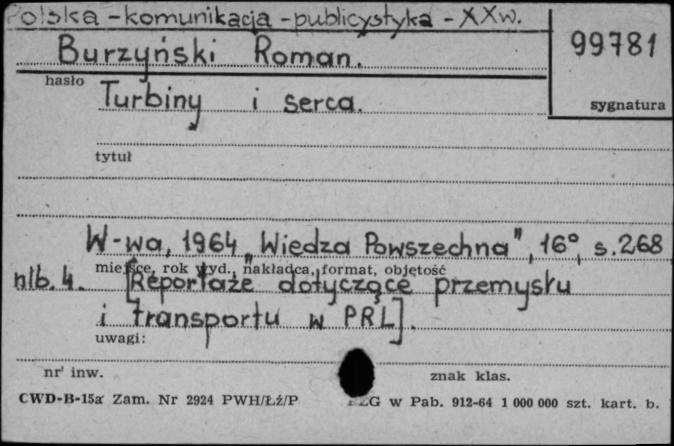 Polska - komunikacja - publicystyka - XXw.
Burzyński Roman.
99781
hasło
Turbiny i serca.
sygnatura
tytuł
W-wa, 1964 „Wiedza Powszechna", 16°, s.268
miejsce, rok wyd., nakładca, format, objętość
nlb. 4. [Reportaże dotyczące przemysłu
i transportu w PRL].
uwagi:
nr inw.
znak klas.
CWD-B-15a Zam. Nr 2924 PWH/Łż/P
w Pab. 912-64 1 000 000 szt. kart. b.